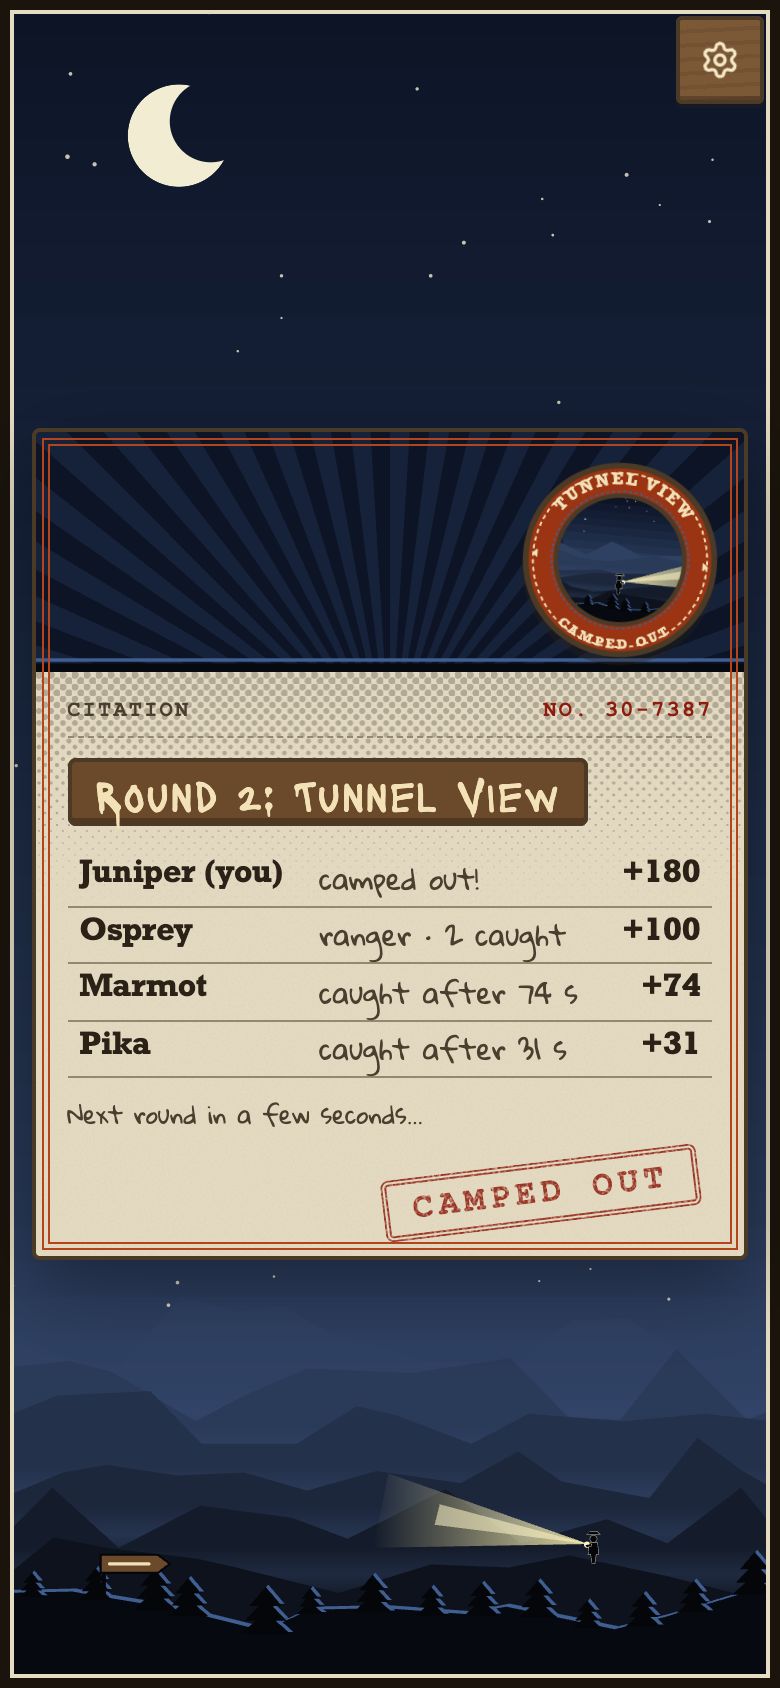 TUNNEL VIEW
CAMPED OUT
CITATION NO. 30-7387
ROUND 2: TUNNEL VIEW
Juniper (you) camped out! +180
Osprey ranger · 2 caught +100
Marmot caught after 74 s +74
Pika caught after 31 s +31
Next round in a few seconds...
CAMPED OUT